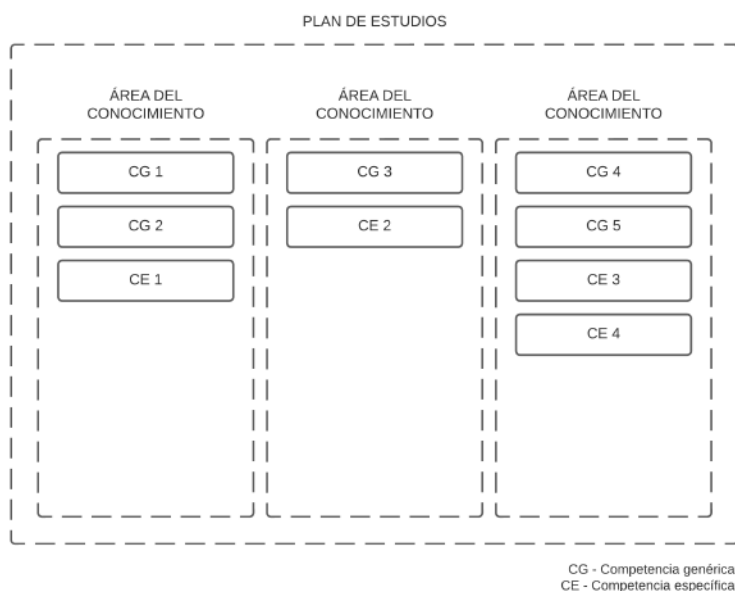 PLAN DE ESTUDIOS
ÁREA DEL
CONOCIMIENTO
CG 1
CG 2
CE 1
ÁREA DEL
CONOCIMIENTO
CG 3
CE 2
ÁREA DEL
CONOCIMIENTO
CG 4
CG 5
CE 3
CE 4
CG - Competencia genérica
CE - Competencia específica